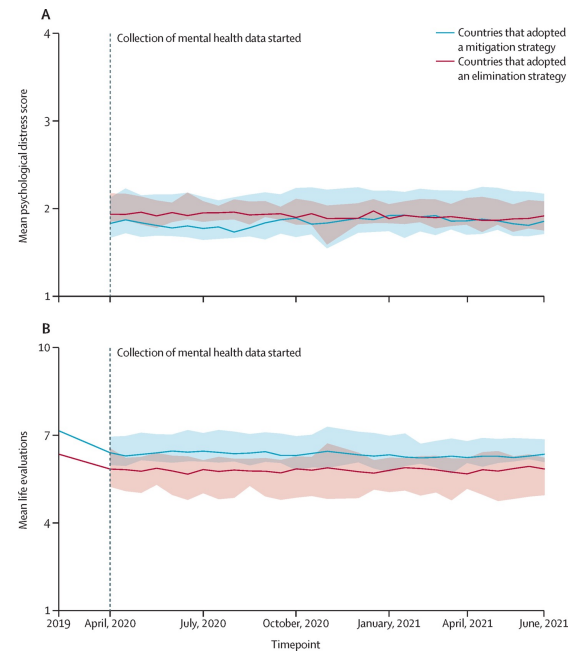 A
4
Collection of mental health data started
Countries that adopted
a mitigation strategy
Countries that adopted
an elimination strategy
3
Mean psychological distress score
2
1
B
10
Collection of mental health data started
7
Mean life evaluations
4
1
2019 April, 2020 July, 2020 October, 2020 January, 2021 April, 2021 June, 2021
Timepoint